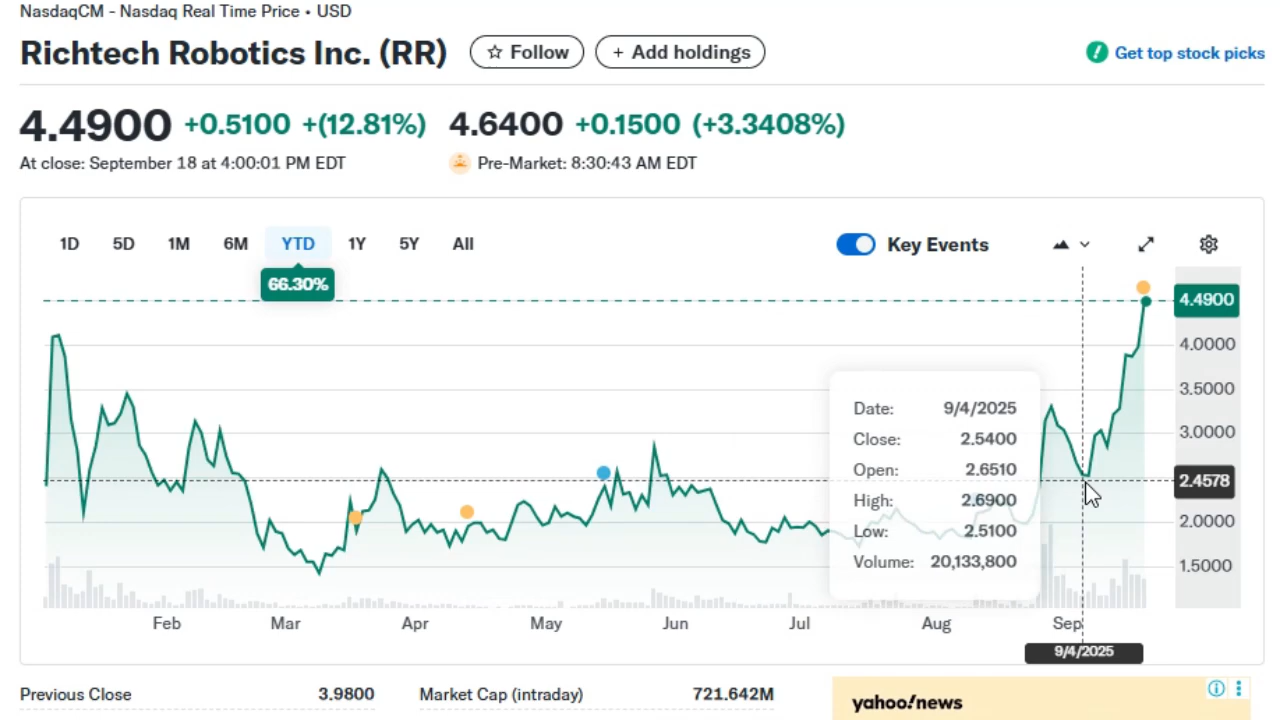 NasdaqCM - Nasdaq Real Time Price • USD
Richtech Robotics Inc. (RR)
Follow
+ Add holdings
Get top stock picks
4.4900 +0.5100 +(12.81%) 4.6400 +0.1500 (+3.3408%)
At close: September 18 at 4:00:01 PM EDT
Pre-Market: 8:30:43 AM EDT
1D 5D 1M 6M YTD 1Y 5Y All
Key Events
66.30%
4.4900
4.0000
3.5000
3.0000
2.4578
2.0000
1.5000
Date: 9/4/2025
Close: 2.5400
Open: 2.6510
High: 2.6900
Low: 2.5100
Volume: 20,133,800
Feb Mar Apr May Jun Jul Aug Sep
9/4/2025
Previous Close 3.9800
Market Cap (intraday) 721.642M
yahoo!news